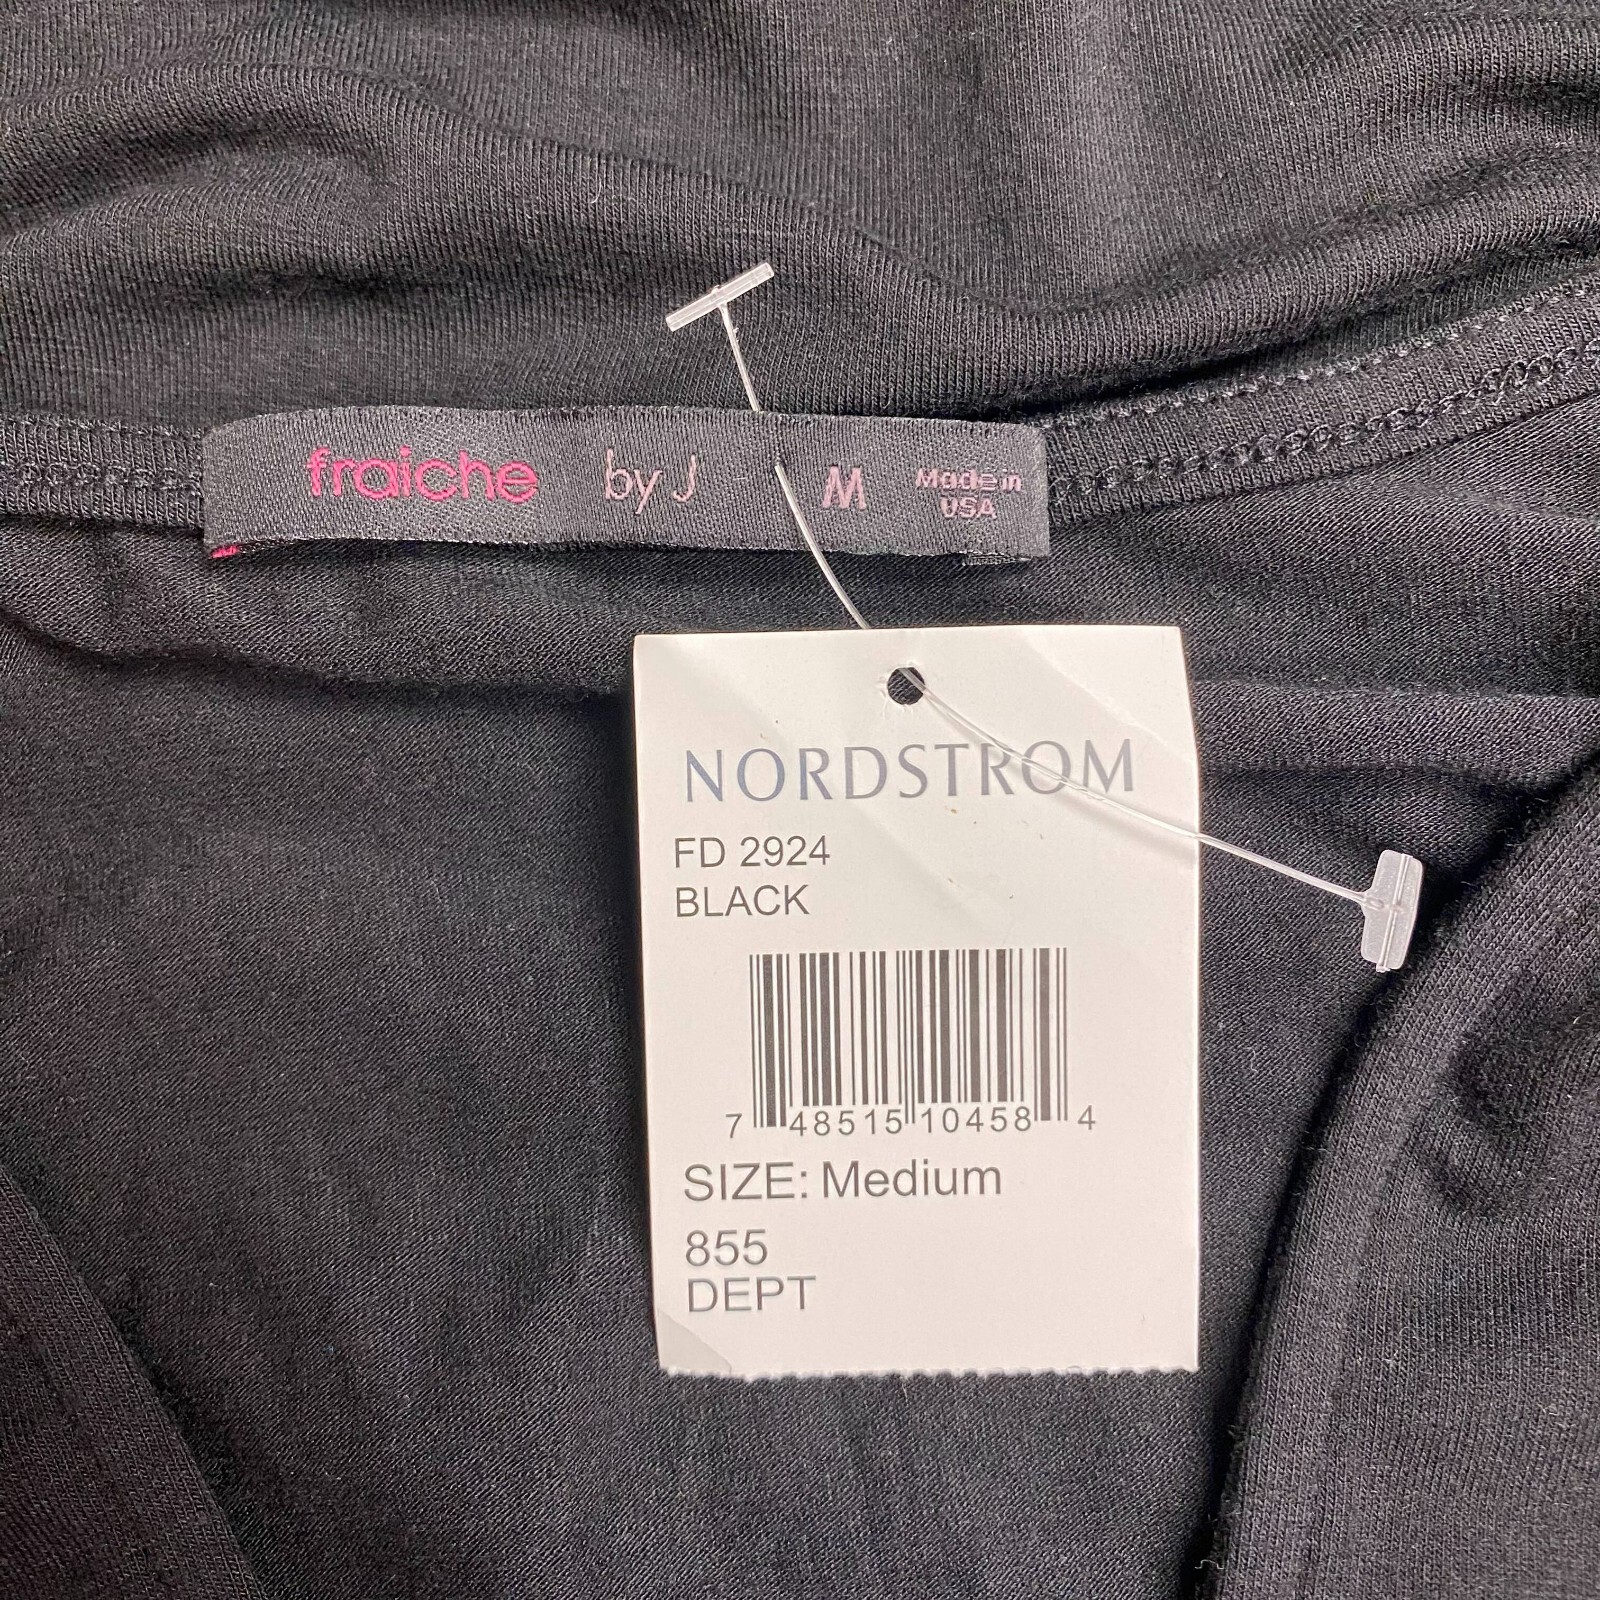 fraiche by J M Made in
USA
NORDSTROM
FD 2924
BLACK
7 48515 10458 4
SIZE: Medium
855
DEPT